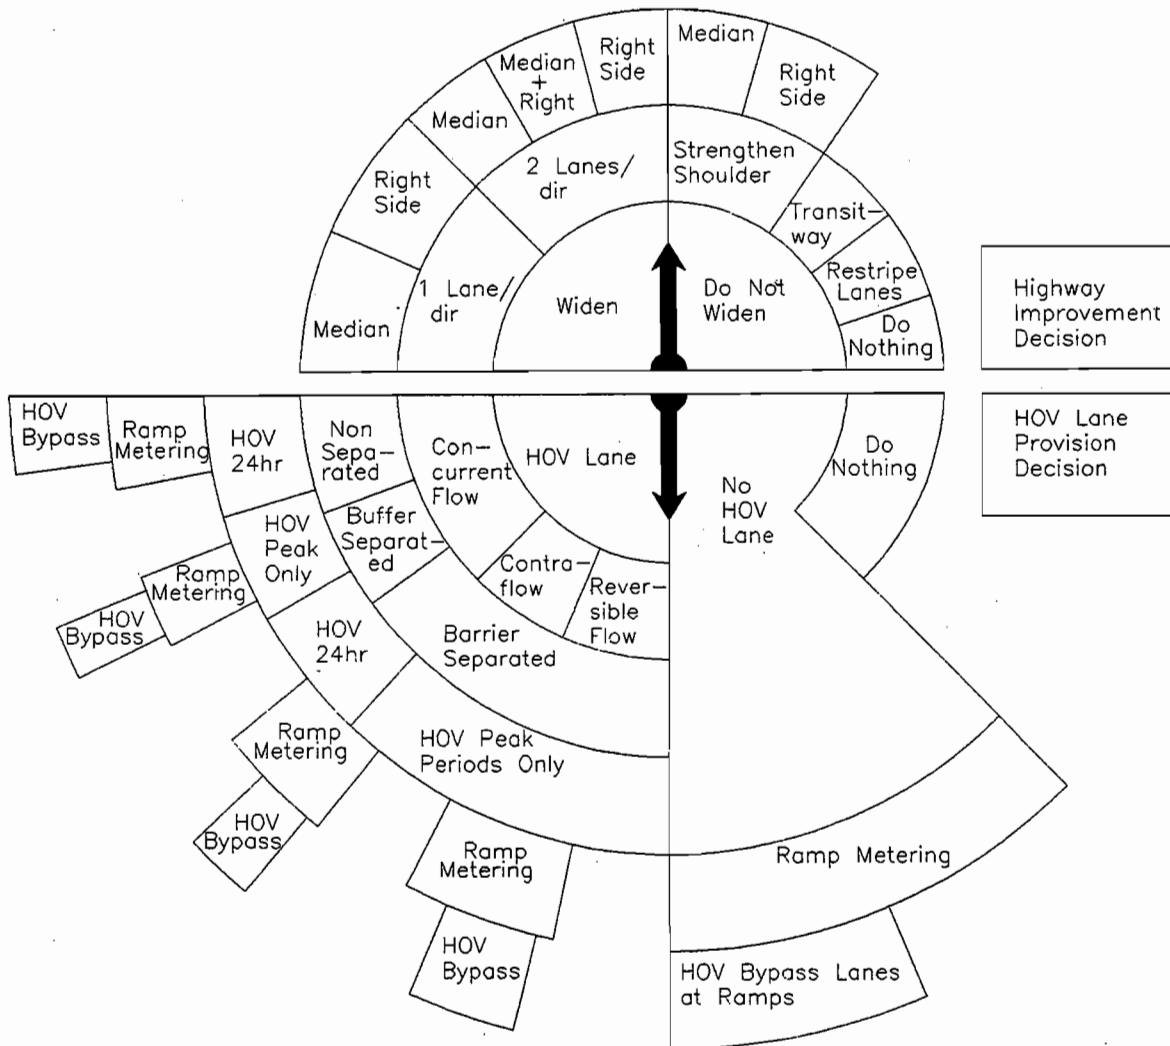 Median
Right
Side
Median
+
Right
Right
Side
Median
Median
Right
Side
2 Lanes/
dir
Strengthen
Shoulder
Transit-
way
1 Lane/
dir
Widen
Do Not
Widen
Restripe
Lanes
Median
Do
Nothing
Highway
Improvement
Decision
HOV
Bypass
Ramp
Metering
HOV
24hr
Non
Sepa-
rated
Con-
current
Flow
HOV Lane
Do
Nothing
HOV Lane
Provision
Decision
No
HOV
Lane
HOV
Peak
Only
Buffer
Separat-
ed
Contra-
flow
Rever-
sible
Flow
Ramp
Metering
HOV
Bypass
HOV
24hr
Barrier
Separated
Ramp
Metering
HOV Peak
Periods Only
HOV
Bypass
Ramp
Metering
Ramp Metering
HOV
Bypass
HOV Bypass Lanes
at Ramps